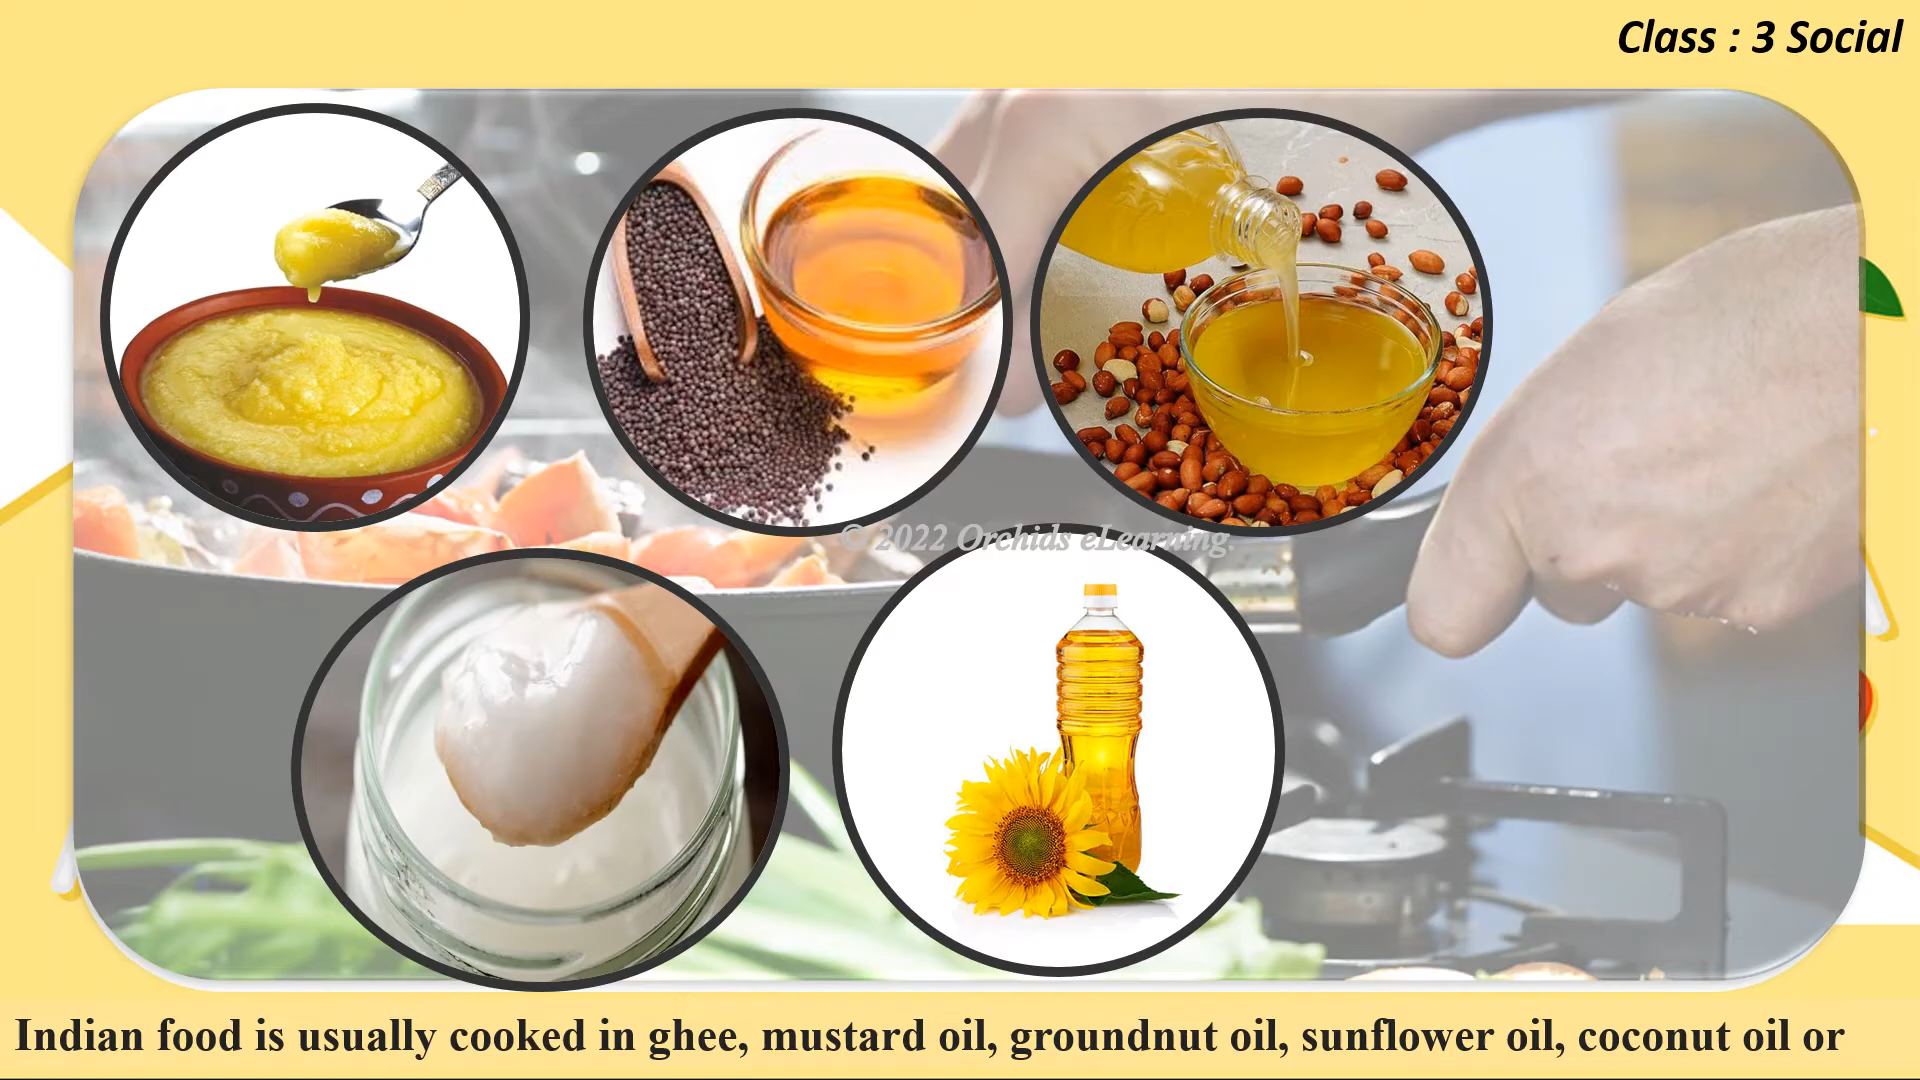 Class : 3 Social
© 2022 Orchids eLearning.
Indian food is usually cooked in ghee, mustard oil, groundnut oil, sunflower oil, coconut oil or